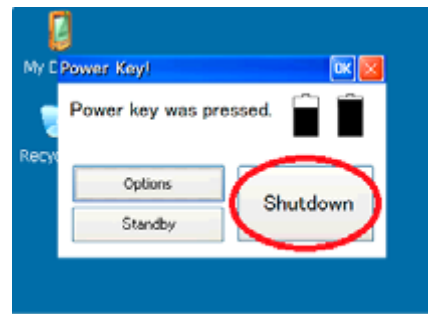 My D
Power Key!
OK
Power key was pressed.
Recyc
Options
Shutdown
Standby